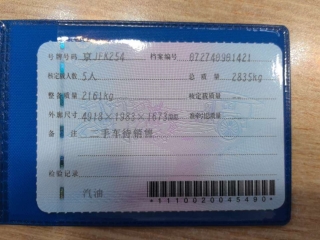 号牌号码 京JFK254 档案编号 072740961421
核定载人数 5人 总质量 2835kg
整备质量 2161kg 核定载质量
外廓尺寸 4918×1983×1673mm 准牵引总质量
备注 二手车待销售
检验记录
汽油
*1110020045490*